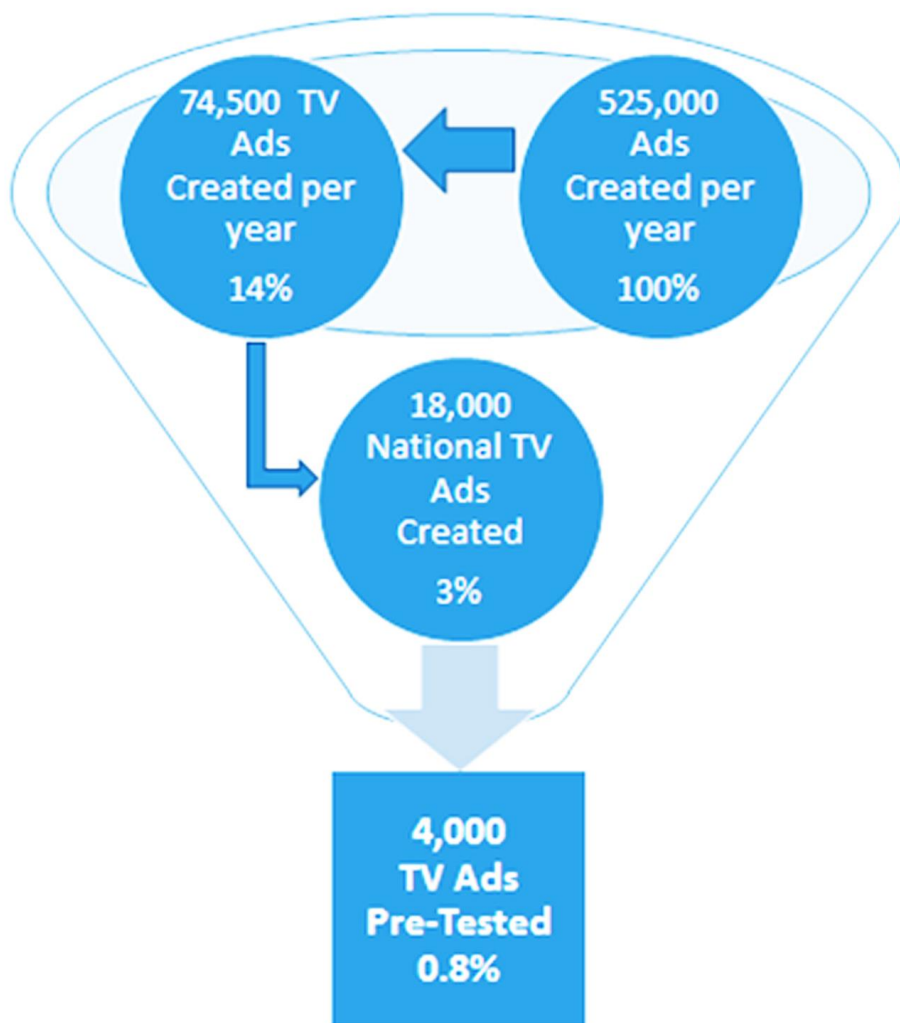 525,000
Ads
Created per
year
100%
74,500 TV
Ads
Created per
year
14%
18,000
National TV
Ads
Created
3%
4,000
TV Ads
Pre-Tested
0.8%